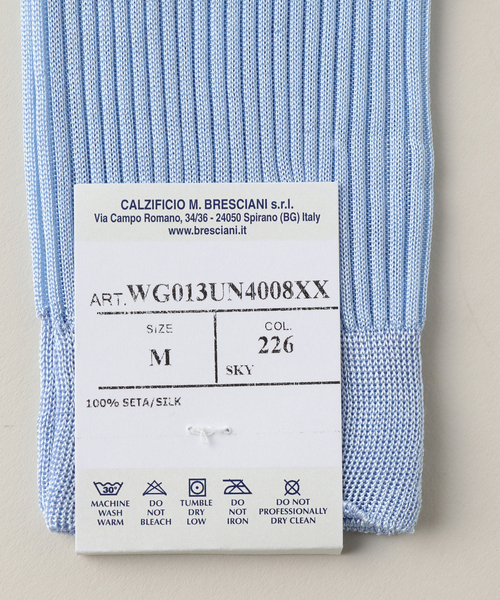 CALZIFICIO M. BRESCIANI s.r.l.
Via Campo Romano, 34/36 - 24050 Spirano (BG) Italy
www.bresciani.it
ART. WG013UN4008XX
SIZE
M
COL.
226
SKY
100% SETA/SILK
30°
MACHINE
WASH
WARM
DO
NOT
BLEACH
TUMBLE
DRY
LOW
DO
NOT
IRON
DO NOT
PROFESSIONALLY
DRY CLEAN